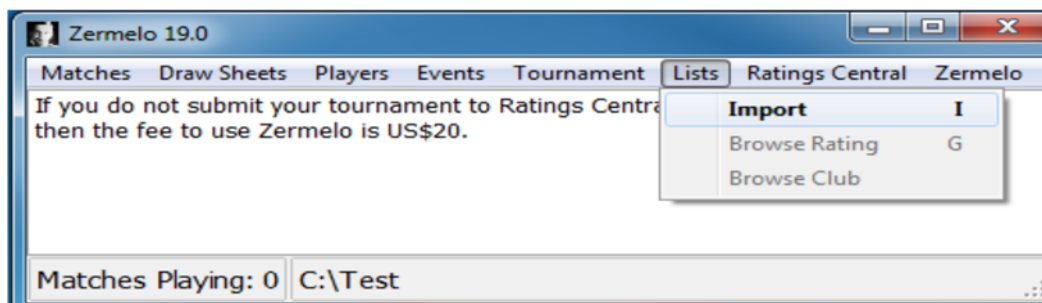 Zermelo 19.0
Matches Draw Sheets Players Events Tournament Lists Ratings Central Zermelo
If you do not submit your tournament to Ratings
then the fee to use Zermelo is US$20.
Import I
Browse Rating G
Browse Club
Matches Playing: 0 C:\Test